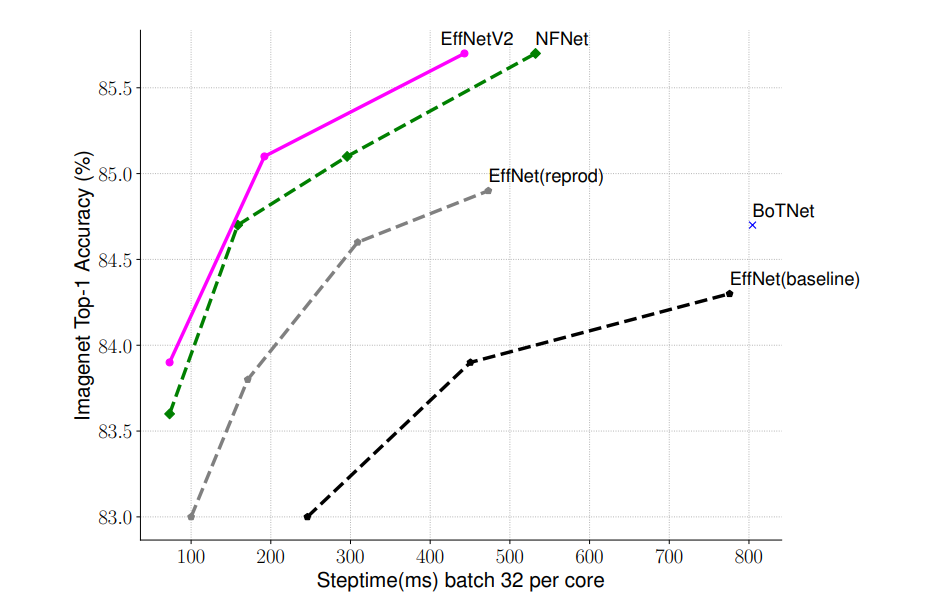 EffNetV2 NFNet
85.5
85.0
EffNet(reprod)
BoTNet
84.5
EffNet(baseline)
84.0
83.5
83.0
Imagenet Top-1 Accuracy (%)
100 200 300 400 500 600 700 800
Steptime(ms) batch 32 per core